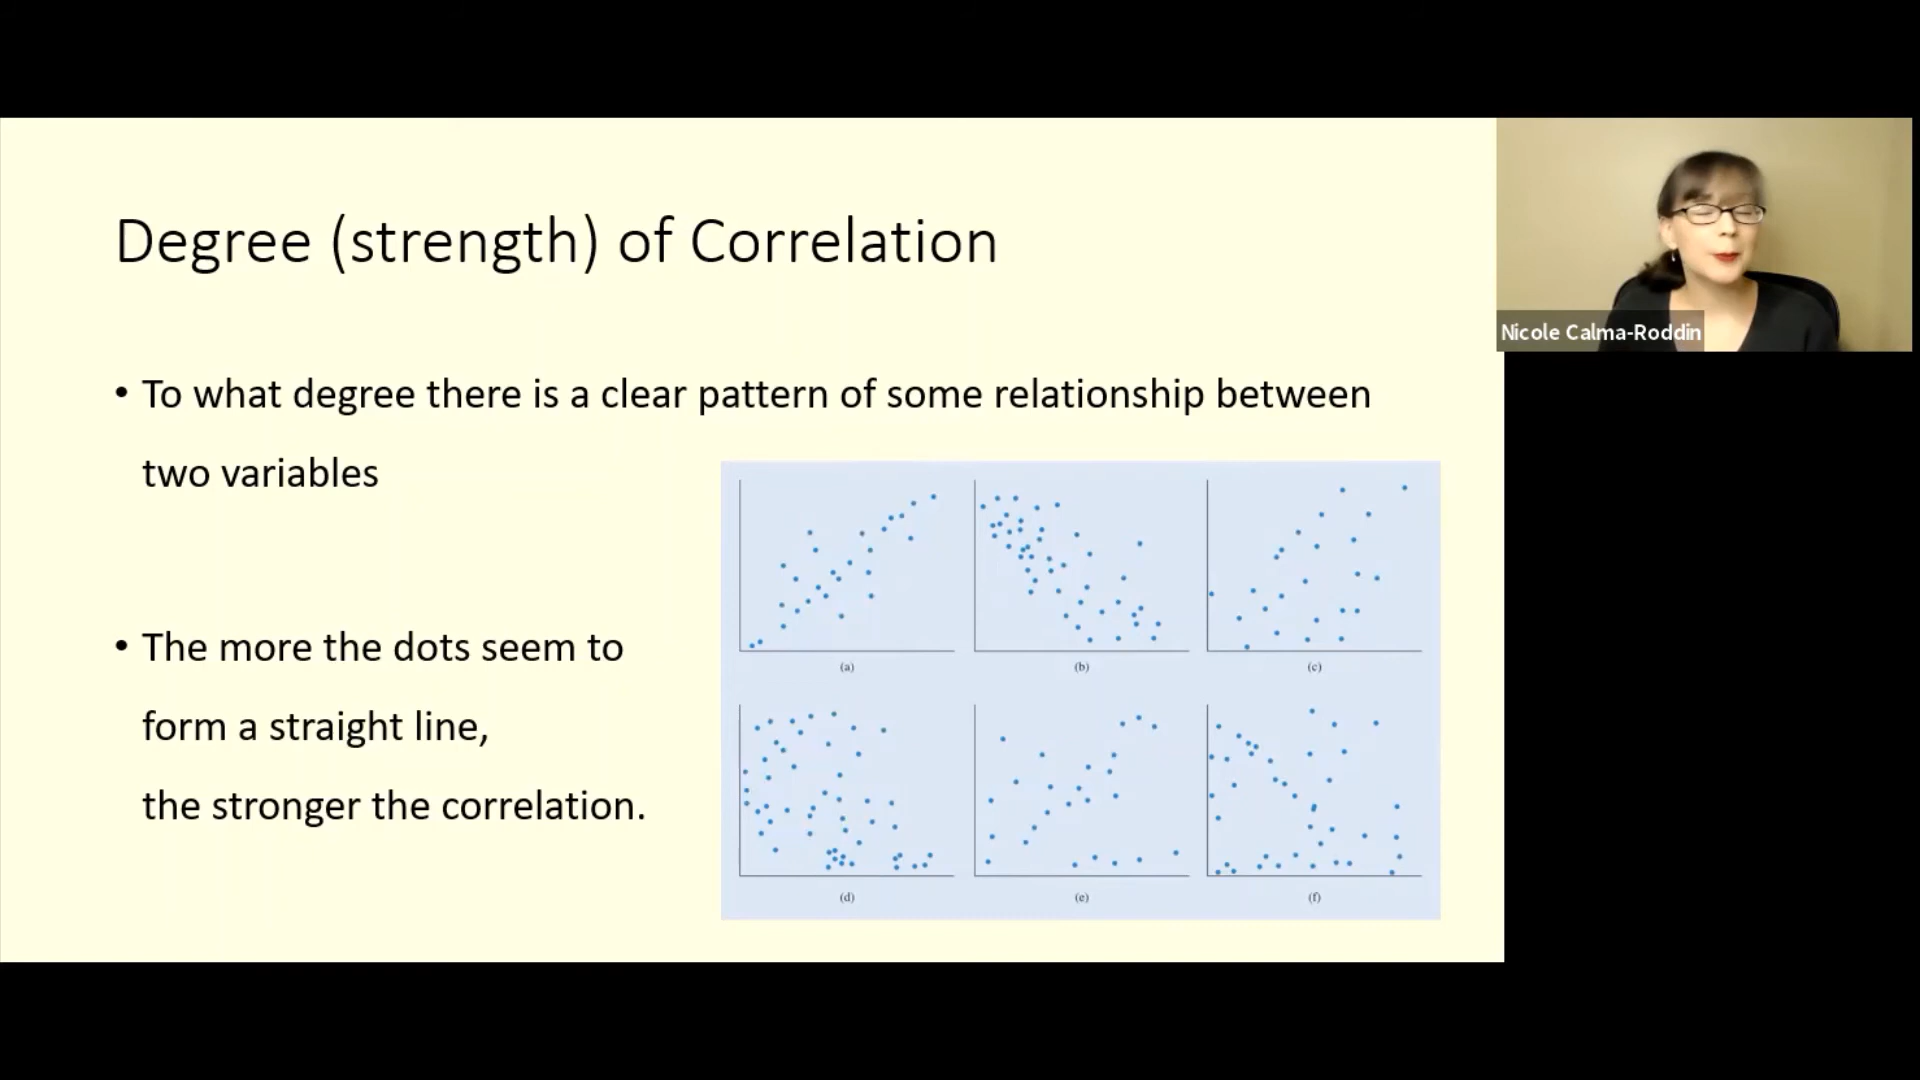 Degree (strength) of Correlation
Nicole Calma-Roddin
• To what degree there is a clear pattern of some relationship between
two variables
• The more the dots seem to
form a straight line,
the stronger the correlation.
(a)
(b)
(c)
(d)
(e)
(f)